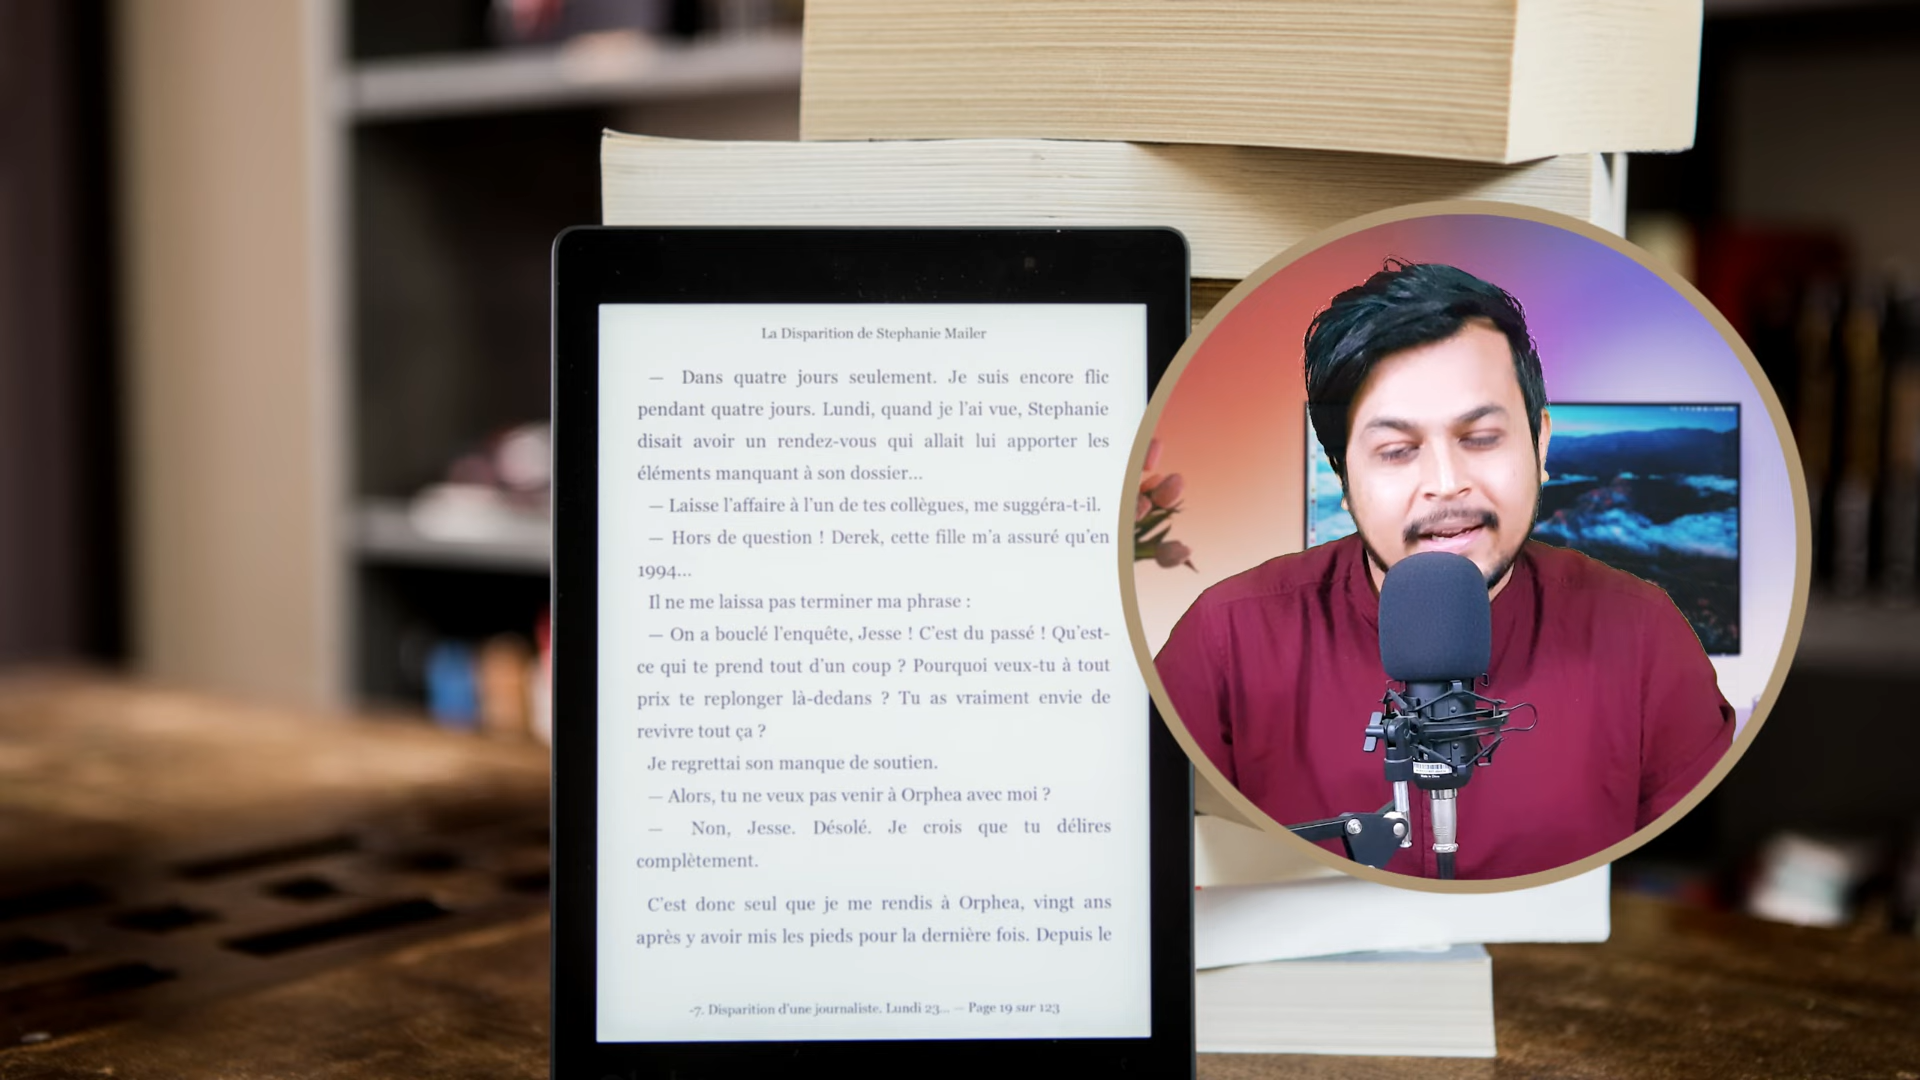 La Disparition de Stephanie Mailer
— Dans quatre jours seulement. Je suis encore flic
pendant quatre jours. Lundi, quand je l'ai vue, Stephanie
disait avoir un rendez-vous qui allait lui apporter les
éléments manquant à son dossier...
— Laisse l'affaire à l'un de tes collègues, me suggéra-t-il.
— Hors de question ! Derek, cette fille m'a assuré qu'en
1994...
Il ne me laissa pas terminer ma phrase :
— On a bouclé l'enquête, Jesse ! C'est du passé ! Qu'est-
ce qui te prend tout d'un coup ? Pourquoi veux-tu à tout
prix te replonger là-dedans ? Tu as vraiment envie de
revivre tout ça ?
Je regrettai son manque de soutien.
— Alors, tu ne veux pas venir à Orphea avec moi ?
— Non, Jesse. Désolé. Je crois que tu délires
complètement.
C'est donc seul que je me rendis à Orphea, vingt ans
après y avoir mis les pieds pour la dernière fois. Depuis le
-7. Disparition d'une journaliste. Lundi 23... — Page 19 sur 123